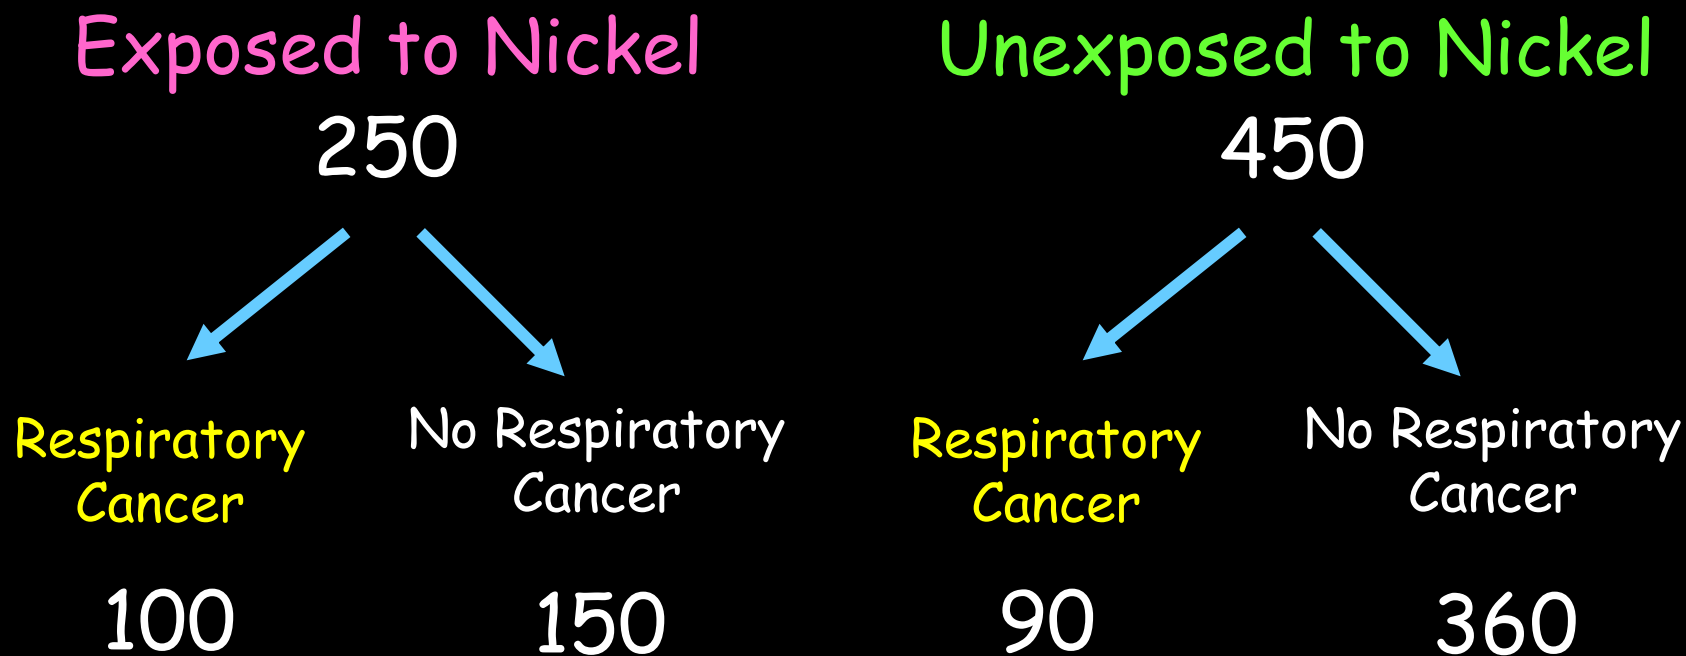 Exposed to Nickel
250
Respiratory
Cancer
100
No Respiratory
Cancer
150
Unexposed to Nickel
450
Respiratory
Cancer
90
No Respiratory
Cancer
360